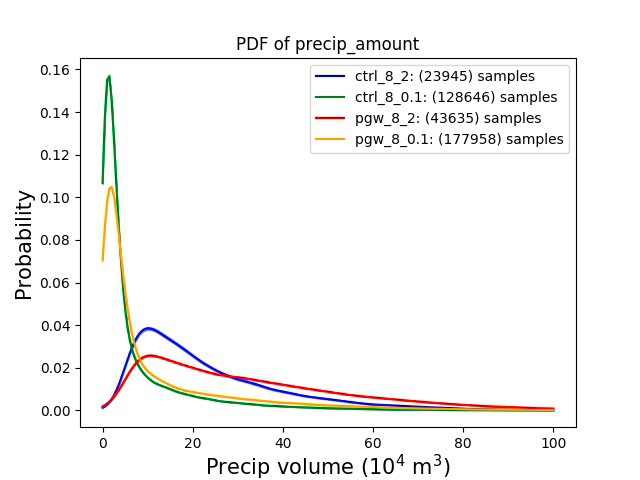 PDF of precip_amount
ctrl_8_2: (23945) samples
ctrl_8_0.1: (128646) samples
pgw_8_2: (43635) samples
pgw_8_0.1: (177958) samples
0.16
0.14
0.12
0.10
0.08
0.06
0.04
0.02
0.00
Probability
0 20 40 60 80 100
Precip volume (10⁴ m³)